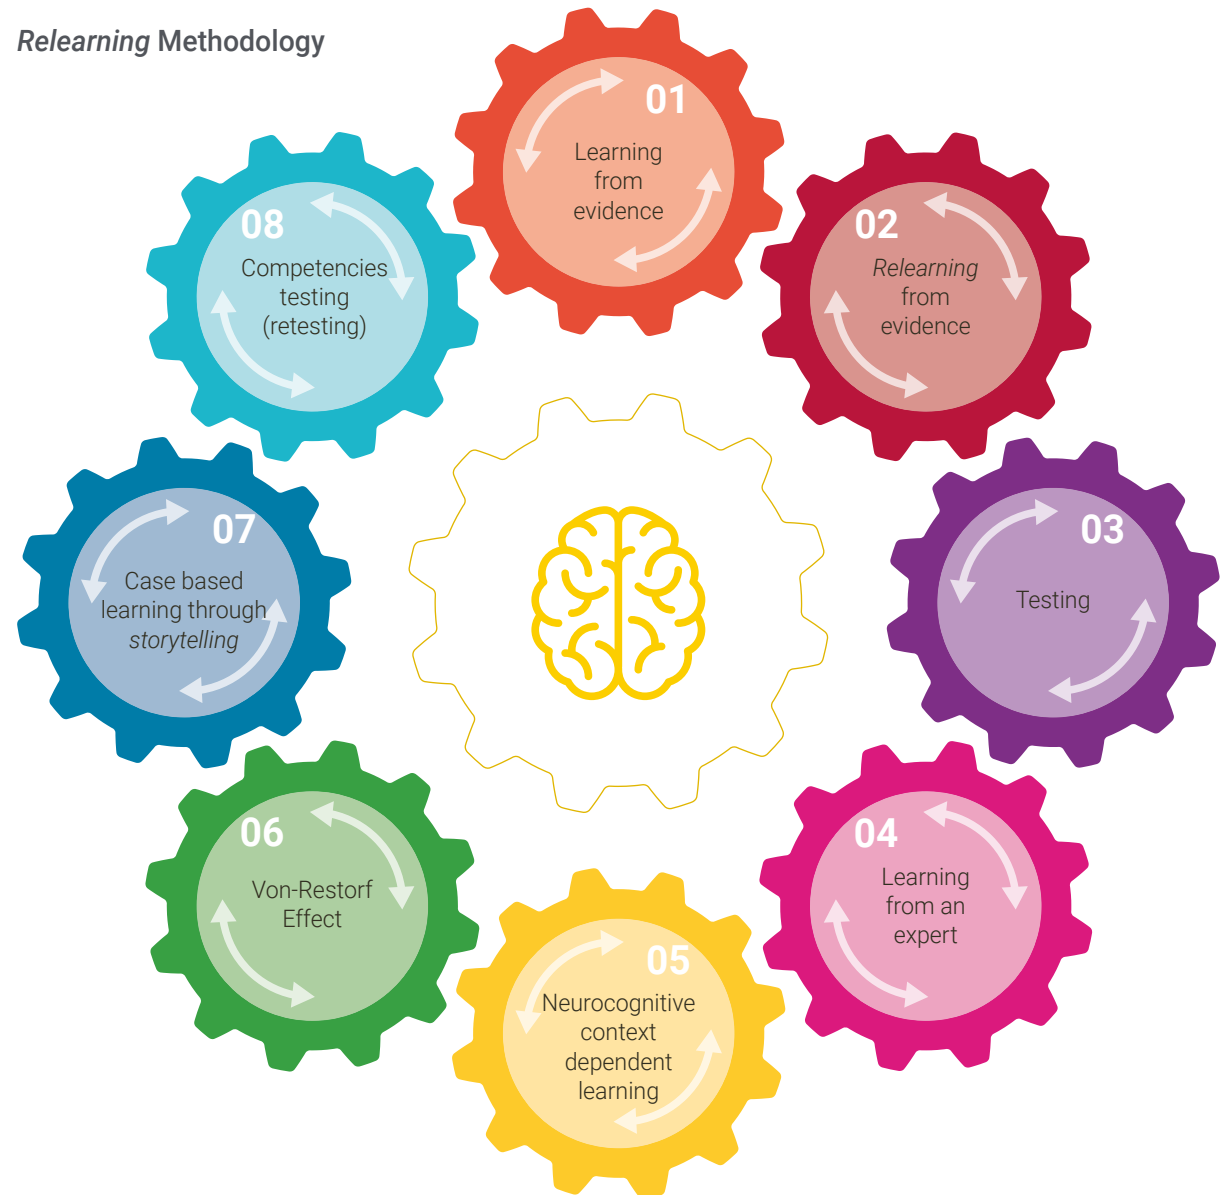 Relearning Methodology
01
Learning
from
evidence
02
Relearning
from
evidence
03
Testing
04
Learning
from an
expert
05
Neurocognitive
context
dependent
learning
06
Von-Restorf
Effect
07
Case based
learning through
storytelling
08
Competencies
testing
(retesting)